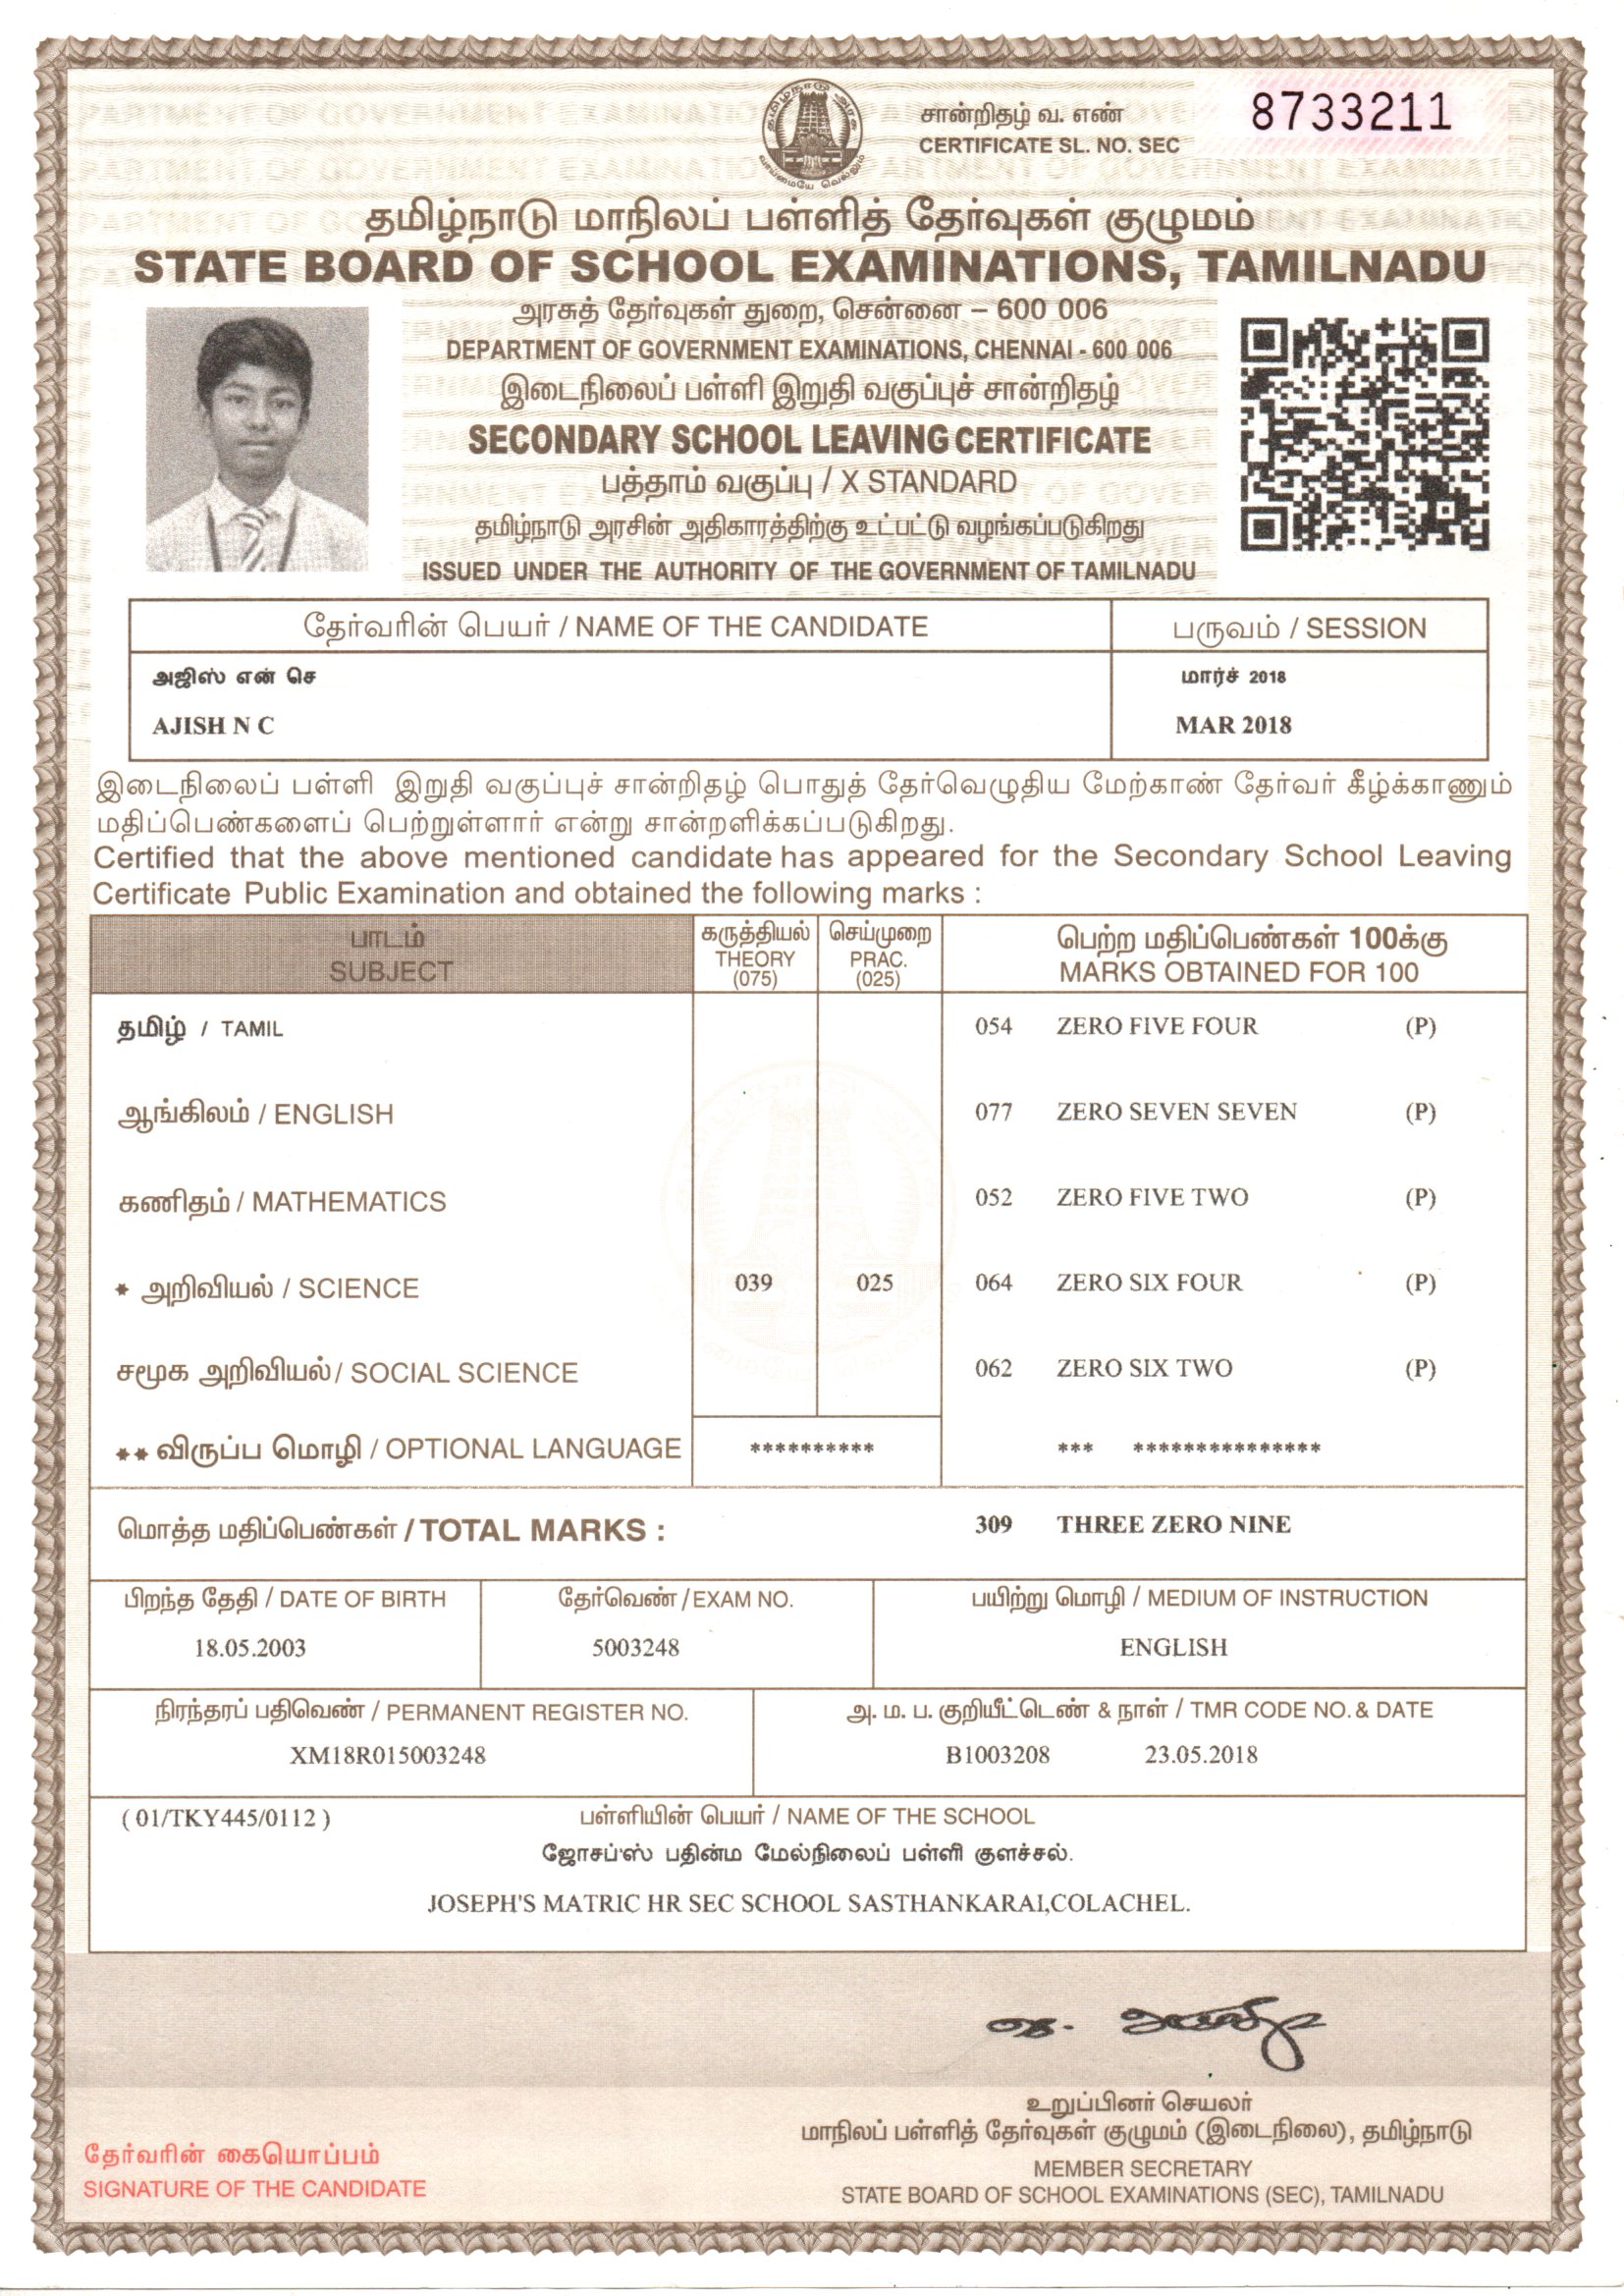 சான்றிதழ் வ. எண்
CERTIFICATE SL. NO. SEC
8733211
தமிழ்நாடு அரசு
வாய்மையே வெல்லும்
தமிழ்நாடு மாநிலப் பள்ளித் தேர்வுகள் குழுமம்
STATE BOARD OF SCHOOL EXAMINATIONS, TAMILNADU
அரசுத் தேர்வுகள் துறை, சென்னை – 600 006
DEPARTMENT OF GOVERNMENT EXAMINATIONS, CHENNAI - 600 006
இடைநிலைப் பள்ளி இறுதி வகுப்புச் சான்றிதழ்
SECONDARY SCHOOL LEAVING CERTIFICATE
பத்தாம் வகுப்பு / X STANDARD
தமிழ்நாடு அரசின் அதிகாரத்திற்கு உட்பட்டு வழங்கப்படுகிறது
ISSUED UNDER THE AUTHORITY OF THE GOVERNMENT OF TAMILNADU
தேர்வரின் பெயர் / NAME OF THE CANDIDATE பருவம் / SESSION
அஜிஸ் என் செ மார்ச் 2018
AJISH N C MAR 2018
இடைநிலைப் பள்ளி இறுதி வகுப்புச் சான்றிதழ் பொதுத் தேர்வெழுதிய மேற்காண் தேர்வர் கீழ்க்காணும்
மதிப்பெண்களைப் பெற்றுள்ளார் என்று சான்றளிக்கப்படுகிறது.
Certified that the above mentioned candidate has appeared for the Secondary School Leaving
Certificate Public Examination and obtained the following marks :
பாடம் கருத்தியல் செய்முறை பெற்ற மதிப்பெண்கள் 100க்கு
SUBJECT THEORY PRAC. MARKS OBTAINED FOR 100
(075) (025)
தமிழ் / TAMIL 054 ZERO FIVE FOUR (P)
ஆங்கிலம் / ENGLISH 077 ZERO SEVEN SEVEN (P)
கணிதம் / MATHEMATICS 052 ZERO FIVE TWO (P)
* அறிவியல் / SCIENCE 039 025 064 ZERO SIX FOUR (P)
சமூக அறிவியல் / SOCIAL SCIENCE 062 ZERO SIX TWO (P)
** விருப்ப மொழி / OPTIONAL LANGUAGE ********** *** ***************
மொத்த மதிப்பெண்கள் / TOTAL MARKS : 309 THREE ZERO NINE
பிறந்த தேதி / DATE OF BIRTH தேர்வெண் / EXAM NO. பயிற்று மொழி / MEDIUM OF INSTRUCTION
18.05.2003 5003248 ENGLISH
நிரந்தரப் பதிவெண் / PERMANENT REGISTER NO. அ. ம. ப. குறியீட்டெண் & நாள் / TMR CODE NO. & DATE
XM18R015003248 B1003208 23.05.2018
( 01/TKY445/0112 ) பள்ளியின் பெயர் / NAME OF THE SCHOOL
ஜோசப்'ஸ் பதின்ம மேல்நிலைப் பள்ளி குளச்சல்.
JOSEPH'S MATRIC HR SEC SCHOOL SASTHANKARAI,COLACHEL.
உறுப்பினர் செயலர்
மாநிலப் பள்ளித் தேர்வுகள் குழுமம் (இடைநிலை), தமிழ்நாடு
தேர்வரின் கையொப்பம்
MEMBER SECRETARY
SIGNATURE OF THE CANDIDATE
STATE BOARD OF SCHOOL EXAMINATIONS (SEC), TAMILNADU